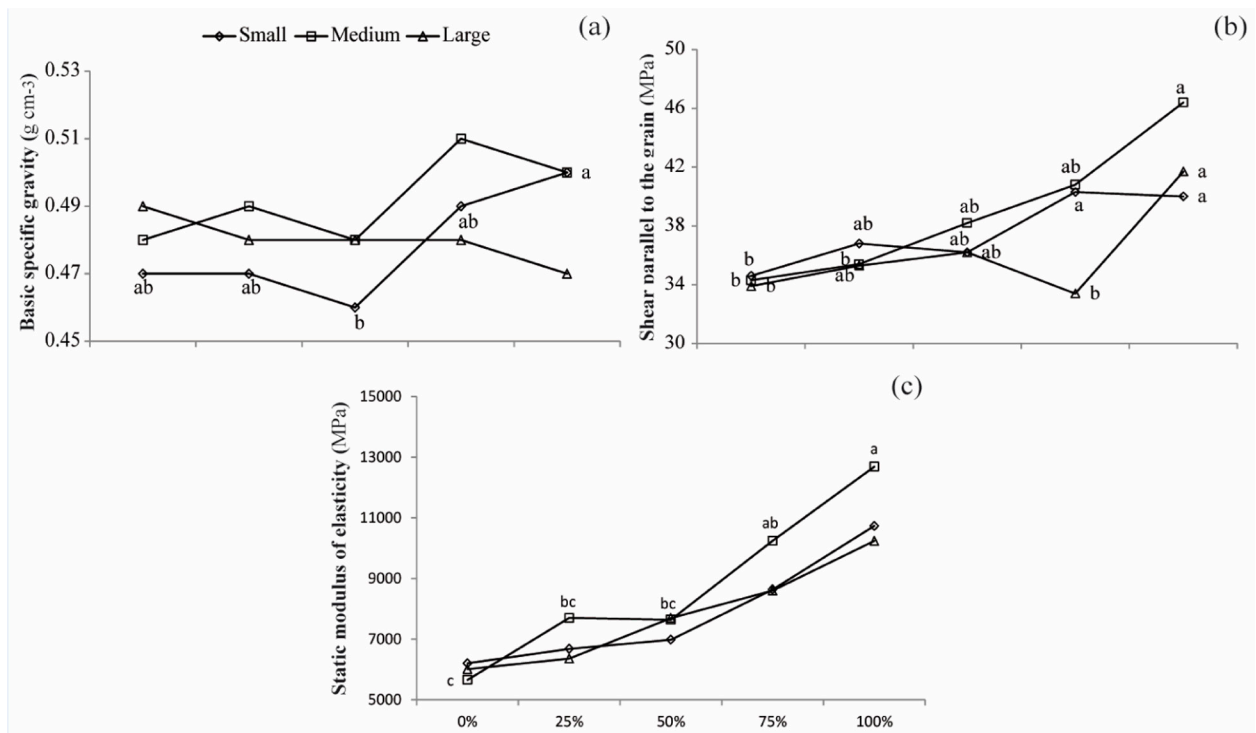 Small Medium Large (a)
Basic specific gravity (g cm-3)
0.53
0.51
0.49
0.47
0.45
ab
ab
b
ab
a
(b)
Shear parallel to the grain (MPa)
50
46
42
38
34
30
b
b
b
ab
b
ab
ab
ab
ab
ab
a
b
a
a
a
(c)
Static modulus of elasticity (MPa)
15000
13000
11000
9000
7000
5000
c
bc
bc
ab
a
0% 25% 50% 75% 100%